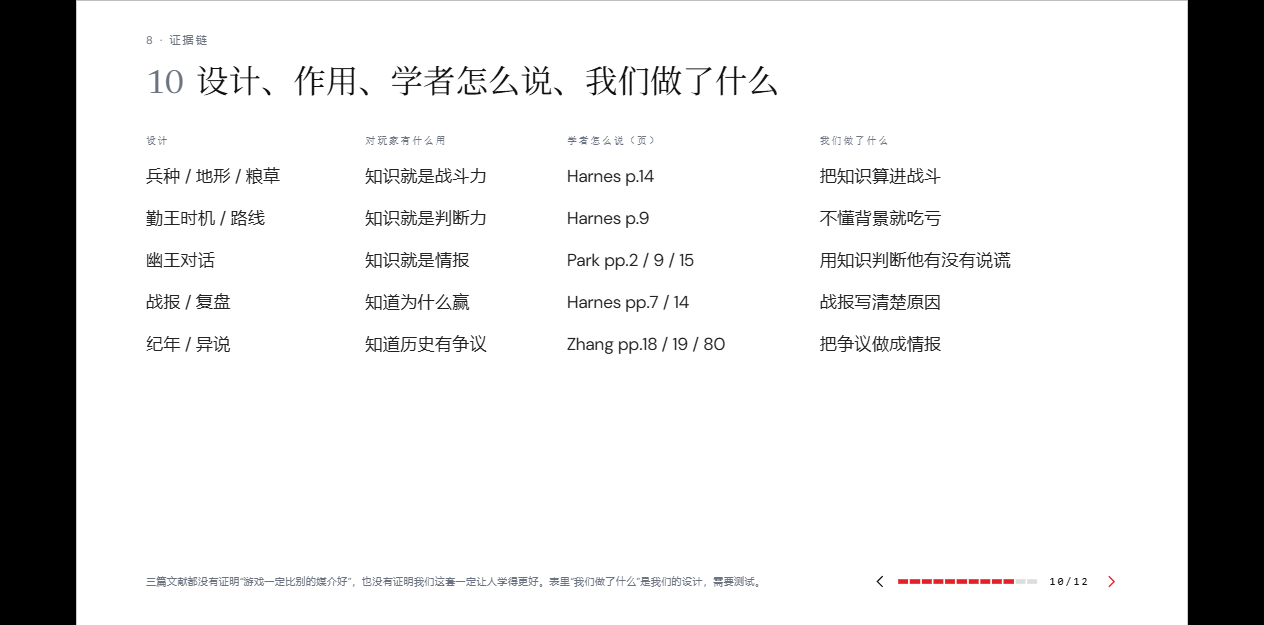 8 · 证据链
10 设计、作用、学者怎么说、我们做了什么
设计 对玩家有什么用 学者怎么说（页） 我们做了什么
兵种 / 地形 / 粮草 知识就是战斗力 Harnes p.14 把知识算进战斗
勤王时机 / 路线 知识就是判断力 Harnes p.9 不懂背景就吃亏
幽王对话 知识就是情报 Park pp.2 / 9 / 15 用知识判断他有没有说谎
战报 / 复盘 知道为什么赢 Harnes pp.7 / 14 战报写清楚原因
纪年 / 异说 知道历史有争议 Zhang pp.18 / 19 / 80 把争议做成情报
三篇文献都没有证明“游戏一定比别的媒介好”，也没有证明我们这套一定让人学得更好。表里“我们做了什么”是我们的设计，需要测试。
10/12